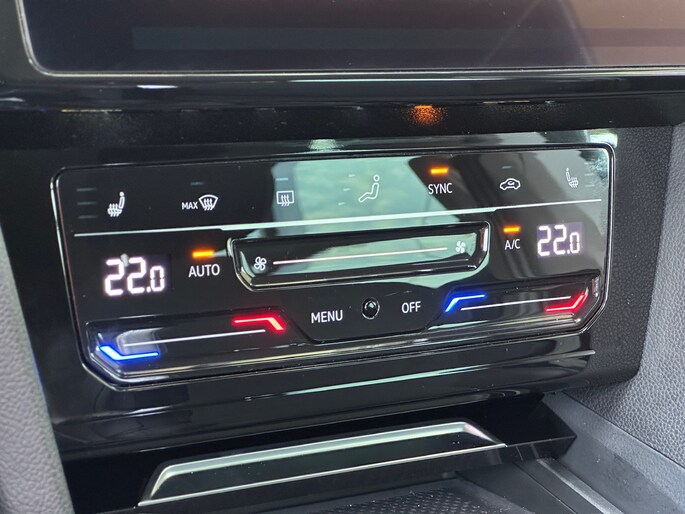 MAX
SYNC
22.0
AUTO
A/C
22.0
MENU
OFF